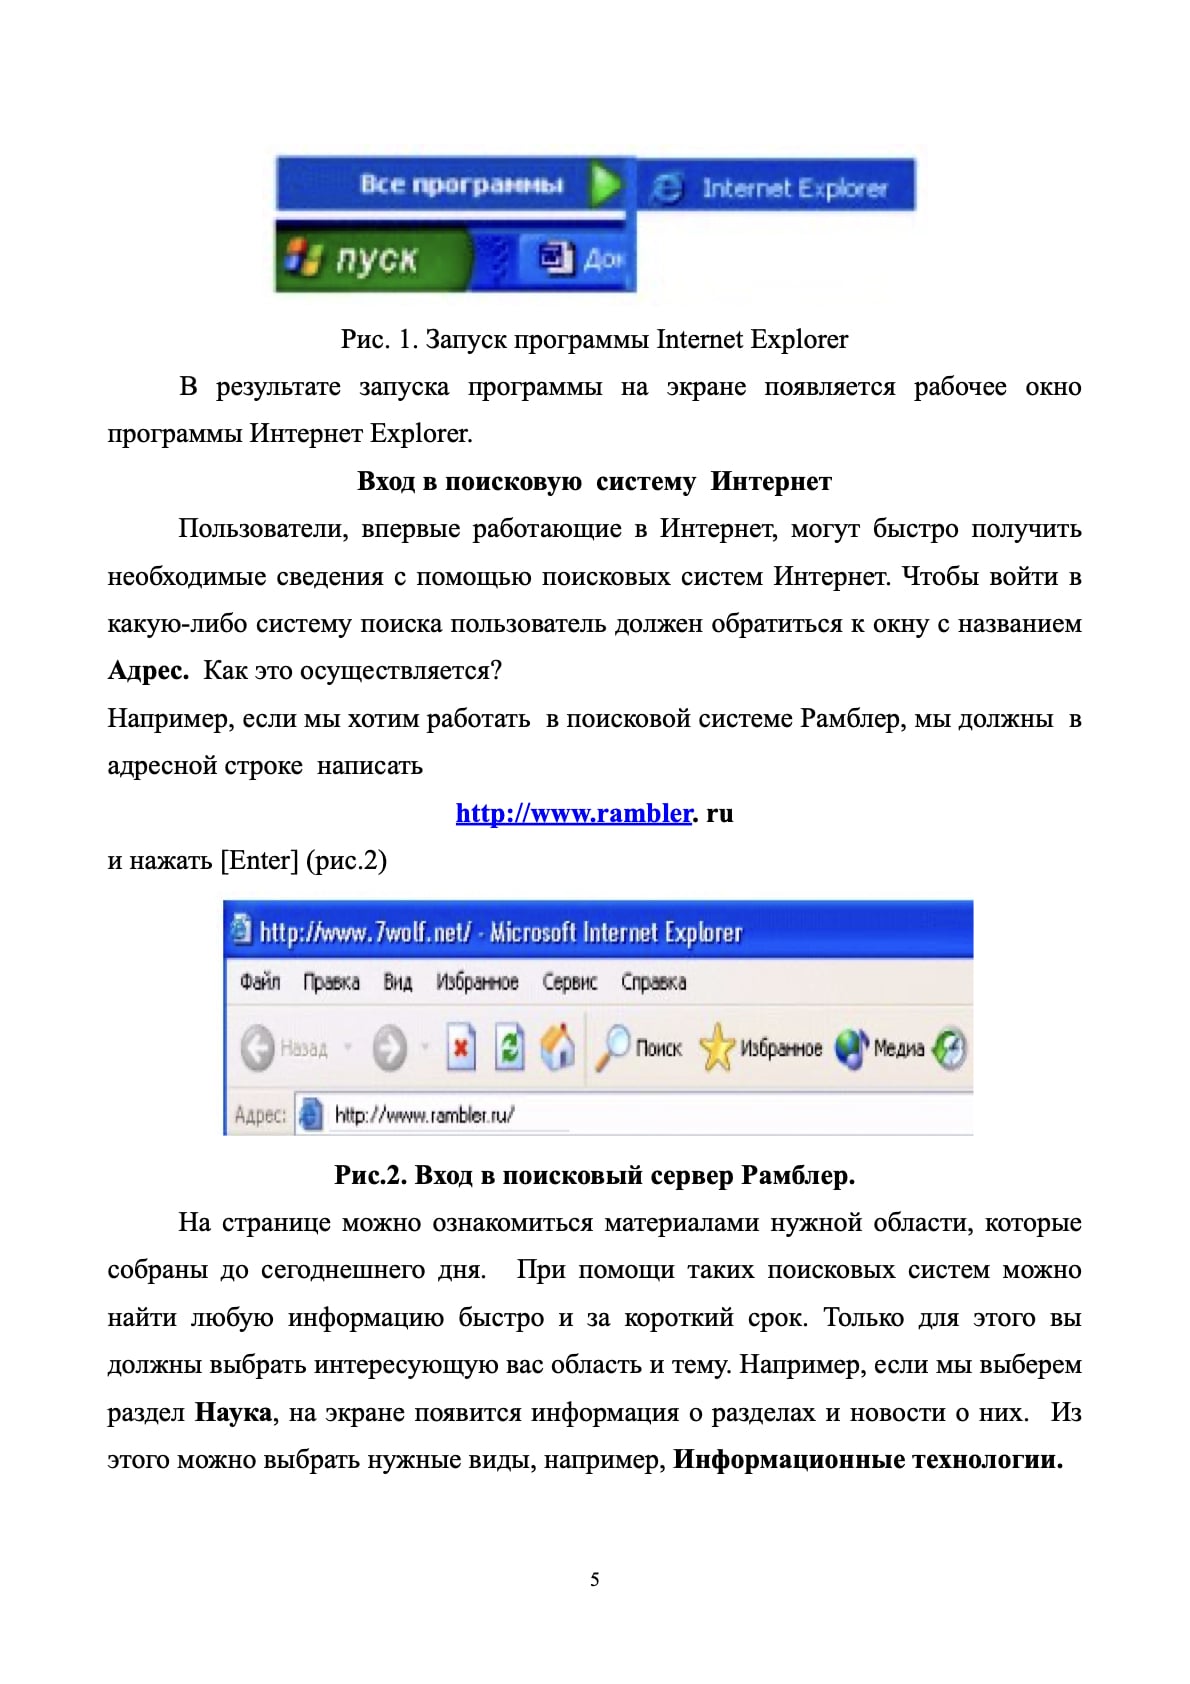 Все программы
Internet Explorer
пуск
Док
Рис. 1. Запуск программы Internet Explorer
В результате запуска программы на экране появляется рабочее окно
программы Интернет Explorer.
Вход в поисковую систему Интернет
Пользователи, впервые работающие в Интернет, могут быстро получить
необходимые сведения с помощью поисковых систем Интернет. Чтобы войти в
какую-либо систему поиска пользователь должен обратиться к окну с названием
Адрес. Как это осуществляется?
Например, если мы хотим работать в поисковой системе Рамблер, мы должны в
адресной строке написать
http://www.rambler. ru
и нажать [Enter] (рис.2)
http://www.7wolf.net/ - Microsoft Internet Explorer
Файл Правка Вид Избранное Сервис Справка
Назад Поиск Избранное Медиа
Адрес: http://www.rambler.ru/
Рис.2. Вход в поисковый сервер Рамблер.
На странице можно ознакомиться материалами нужной области, которые
собраны до сегоднешнего дня. При помощи таких поисковых систем можно
найти любую информацию быстро и за короткий срок. Только для этого вы
должны выбрать интересующую вас область и тему. Например, если мы выберем
раздел Наука, на экране появится информация о разделах и новости о них. Из
этого можно выбрать нужные виды, например, Информационные технологии.
5